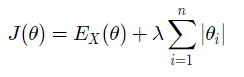 J(θ) = E_X(θ) + λ∑_{i=1}^{n} |θ_i|